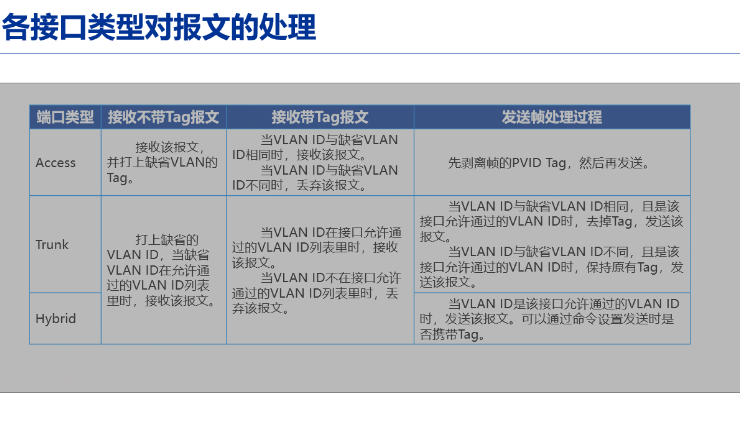 各接口类型对报文的处理
端口类型 接收不带Tag报文 接收带Tag报文 发送帧处理过程
Access
接收该报文，
并打上缺省VLAN的
Tag。
当VLAN ID与缺省VLAN
ID相同时，接收该报文。
当VLAN ID与缺省VLAN
ID不同时，丢弃该报文。
先剥离帧的PVID Tag，然后再发送。
Trunk
打上缺省的
VLAN ID，当缺省
VLAN ID在允许通
过的VLAN ID列表
里时，接收该报文。
当VLAN ID在接口允许通
过的VLAN ID列表里时，接收
该报文。
当VLAN ID不在接口允许
通过的VLAN ID列表里时，丢
弃该报文。
当VLAN ID与缺省VLAN ID相同，且是该
接口允许通过的VLAN ID时，去掉Tag，发送该
报文。
当VLAN ID与缺省VLAN ID不同，且是该
接口允许通过的VLAN ID时，保持原有Tag，发
送该报文。
Hybrid
当VLAN ID是该接口允许通过的VLAN ID
时，发送该报文。可以通过命令设置发送时是
否携带Tag。